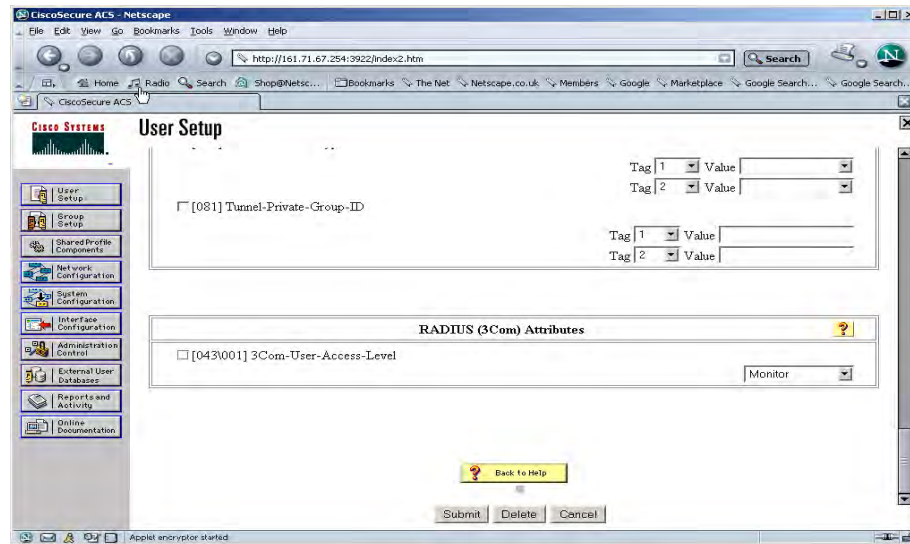 CiscoSecure ACS - Netscape
File Edit View Go Bookmarks Tools Window Help
http://161.71.67.254:3922/index2.htm
Search
Home Radio Search Shop@Netsc... Bookmarks The Net Netscape.co.uk Members Google Marketplace Google Search... Google Search...
CiscoSecure ACS
CISCO SYSTEMS
User Setup
Tag 1 Value
Tag 2 Value
[081] Tunnel-Private-Group-ID
Tag 1 Value
Tag 2 Value
RADIUS (3Com) Attributes ?
[043\001] 3Com-User-Access-Level
Monitor
? Back to Help
Submit Delete Cancel
User Setup
Group Setup
Shared Profile Components
Network Configuration
System Configuration
Interface Configuration
Administration Control
External User Databases
Reports and Activity
Online Documentation
Applet encryptor started